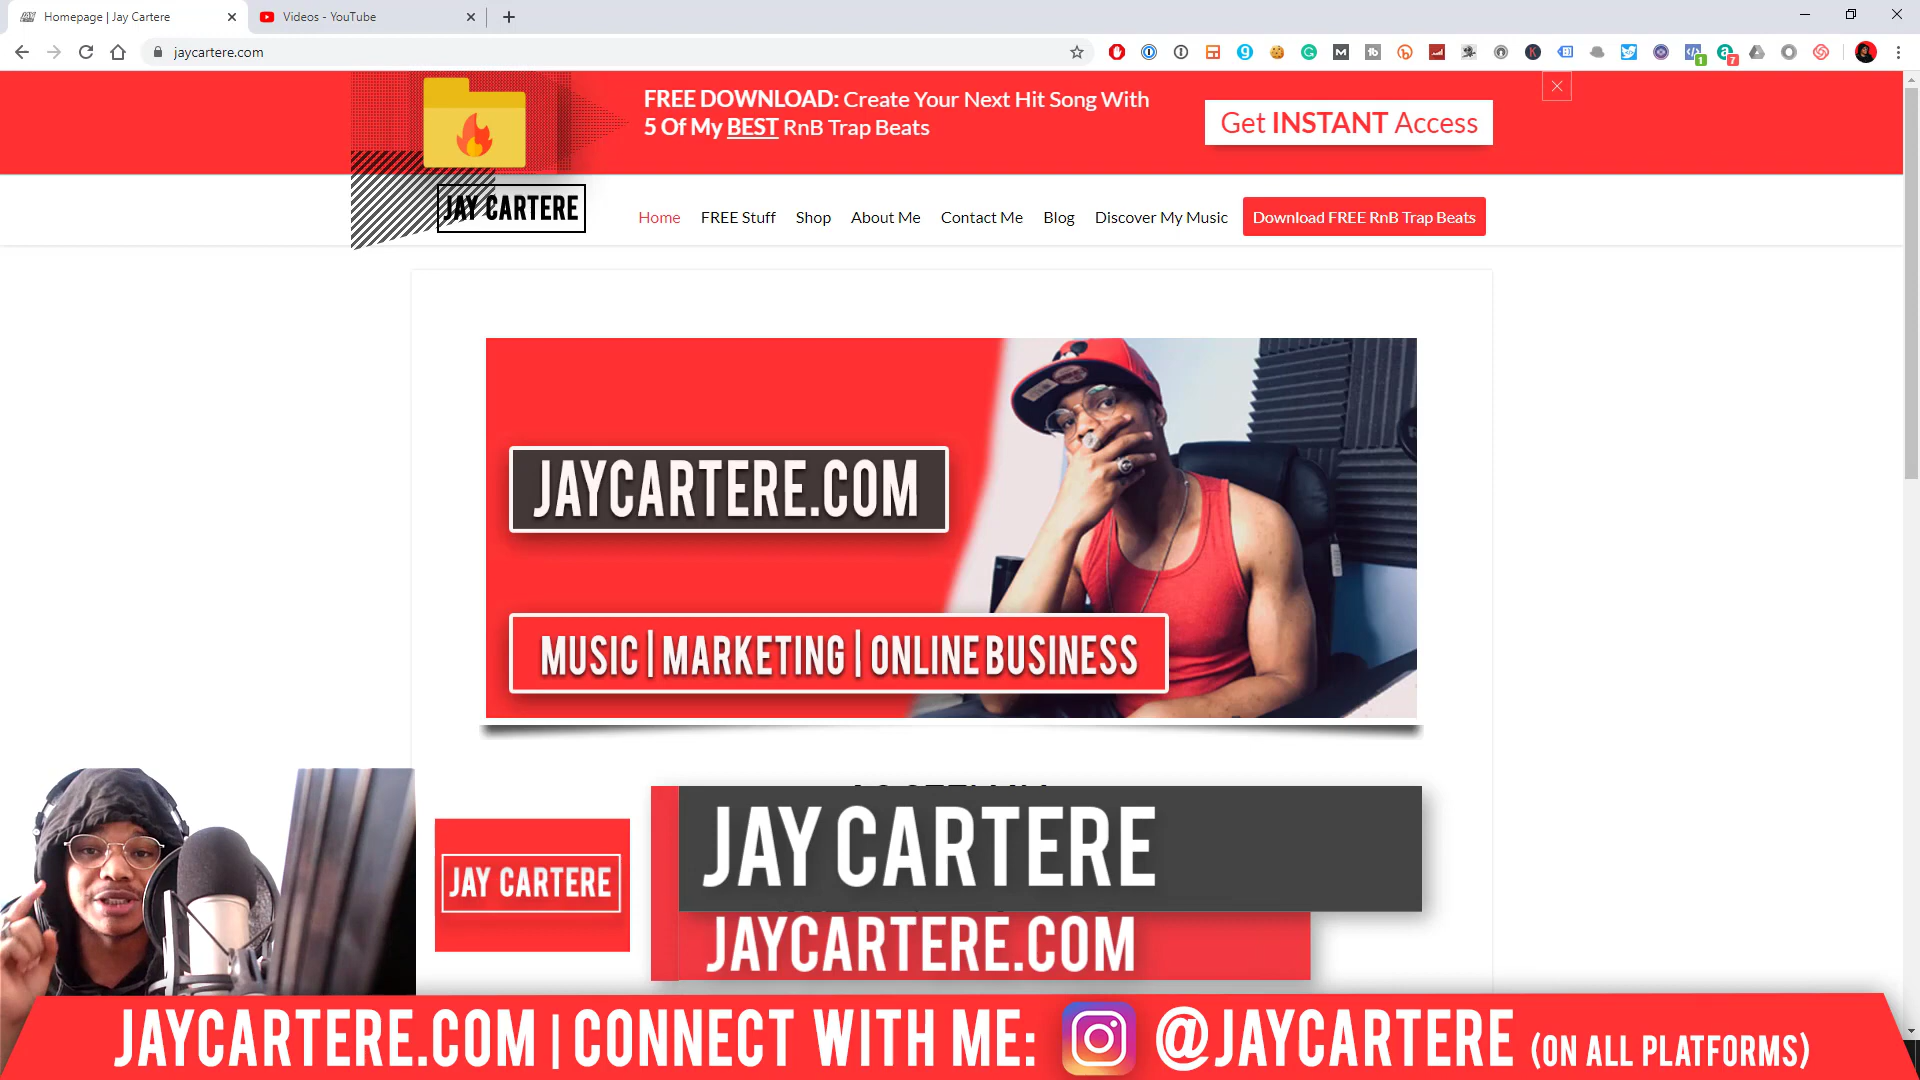 Homepage | Jay Cartere
Videos - YouTube
jaycartere.com
FREE DOWNLOAD: Create Your Next Hit Song With
5 Of My BEST RnB Trap Beats
Get INSTANT Access
JAY CARTERE
Home
FREE Stuff
Shop
About Me
Contact Me
Blog
Discover My Music
Download FREE RnB Trap Beats
JAYCARTERE.COM
MUSIC | MARKETING | ONLINE BUSINESS
JAY CARTERE
JAY CARTERE
JAYCARTERE.COM
JAYCARTERE.COM | CONNECT WITH ME: @JAYCARTERE (ON ALL PLATFORMS)